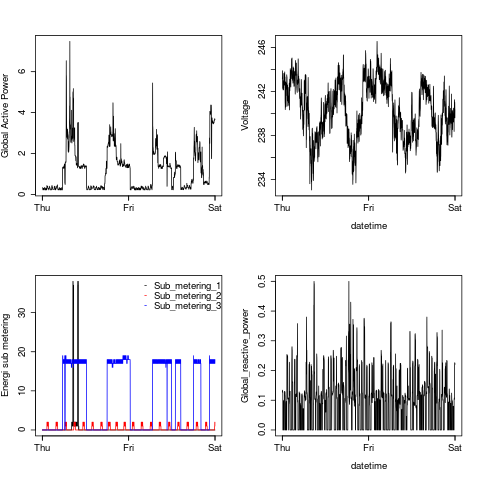 Global Active Power
0 2 4 6
Thu Fri Sat
Voltage
234 238 242 246
Thu Fri Sat
datetime
Energi sub metering
0 10 20 30
Sub_metering_1
Sub_metering_2
Sub_metering_3
Thu Fri Sat
Global_reactive_power
0.0 0.1 0.2 0.3 0.4 0.5
Thu Fri Sat
datetime